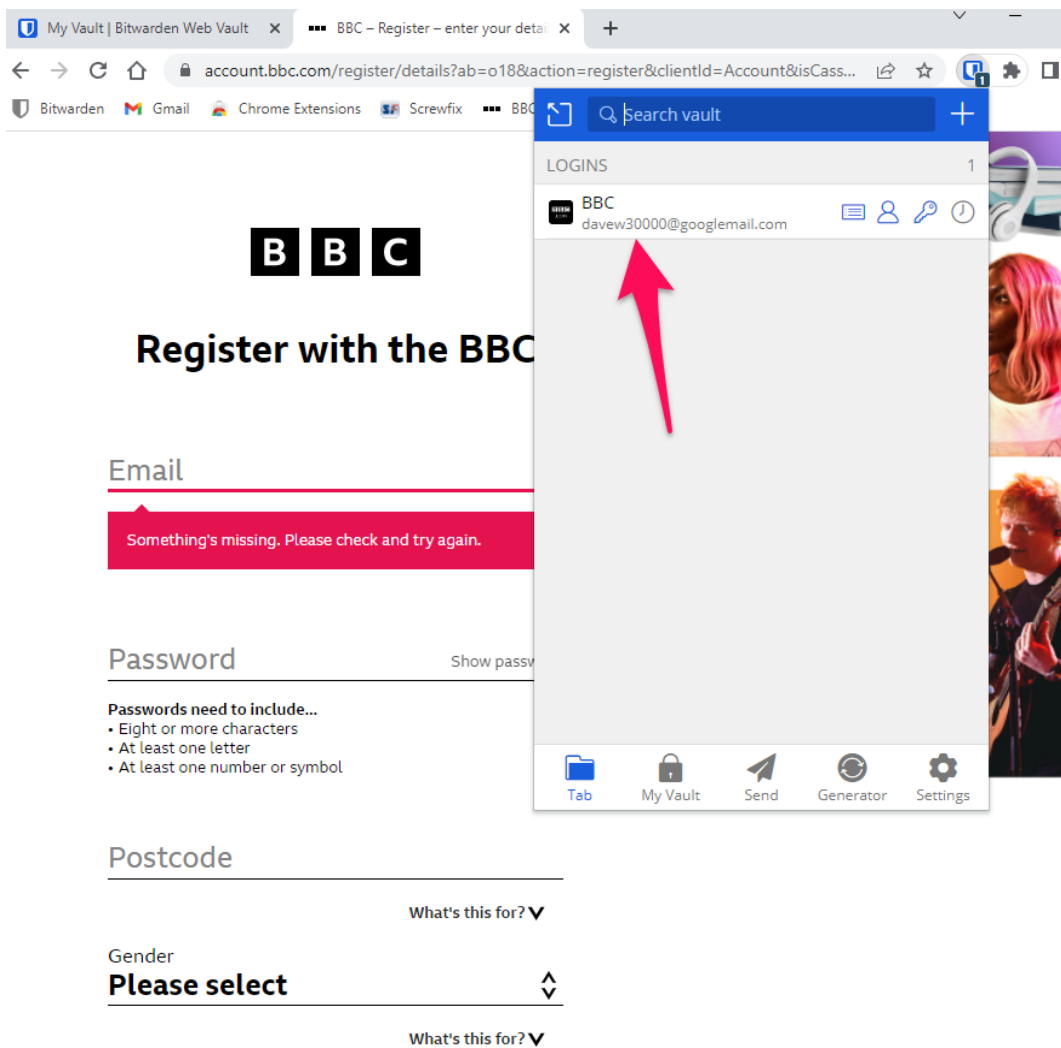 My Vault | Bitwarden Web Vault
BBC – Register – enter your detai
account.bbc.com/register/details?ab=o18&action=register&clientId=Account&isCass...
1
Bitwarden
Gmail
Chrome Extensions
Screwfix
BBC
Search vault
LOGINS
1
BBC
davew30000@googlemail.com
BBC
Register with the BBC
Email
Something's missing. Please check and try again.
Password
Show passw
Passwords need to include...
• Eight or more characters
• At least one letter
• At least one number or symbol
Tab
My Vault
Send
Generator
Settings
Postcode
What's this for?
Gender
Please select
What's this for?